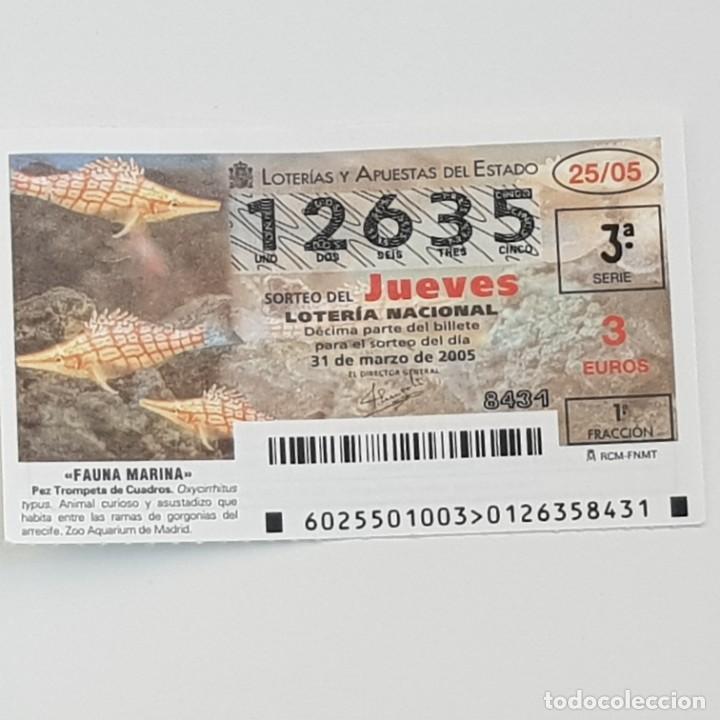 LOTERÍAS Y APUESTAS DEL ESTADO
25/05
12635
UNO DOS SEIS TRES CINCO
3ª
SERIE
SORTEO DEL Jueves
LOTERÍA NACIONAL
Décima parte del billete
para el sorteo del día
31 de marzo de 2005
EL DIRECTOR GENERAL
3
EUROS
8431
1ª
FRACCIÓN
RCM-FNMT
«FAUNA MARINA»
Pez Trompeta de Cuadros. Oxycirrhitus
typus. Animal curioso y asustadizo que
habita entre las ramas de gorgonias del
arrecife. Zoo Aquarium de Madrid.
6025501003>0126358431
todocoleccion